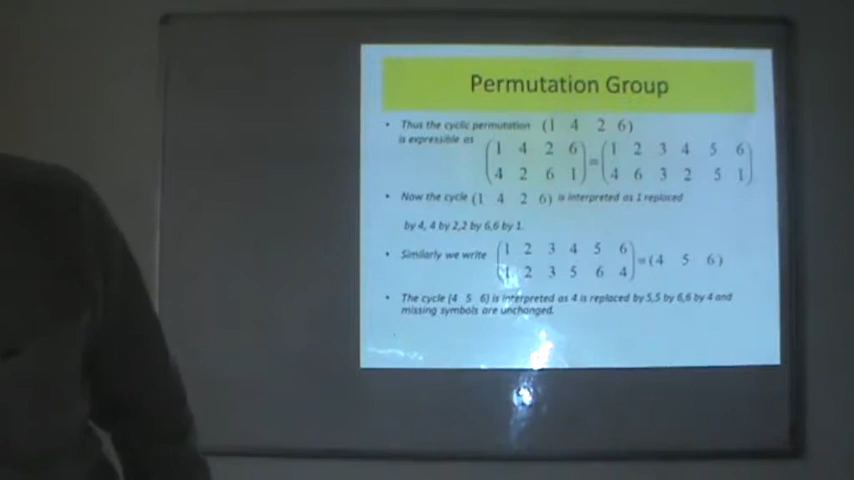 Permutation Group
• Thus the cyclic permutation (1 4 2 6)
is expressible as
(1 4 2 6) = (1 2 3 4 5 6)
(4 2 6 1) (4 6 3 2 5 1)
• Now the cycle (1 4 2 6) is interpreted as 1 replaced
by 4, 4 by 2,2 by 6,6 by 1.
• Similarly we write (1 2 3 4 5 6) =(4 5 6)
(1 2 3 5 6 4)
• The cycle (4 5 6) is interpreted as 4 is replaced by 5,5 by 6,6 by 4 and
missing symbols are unchanged.